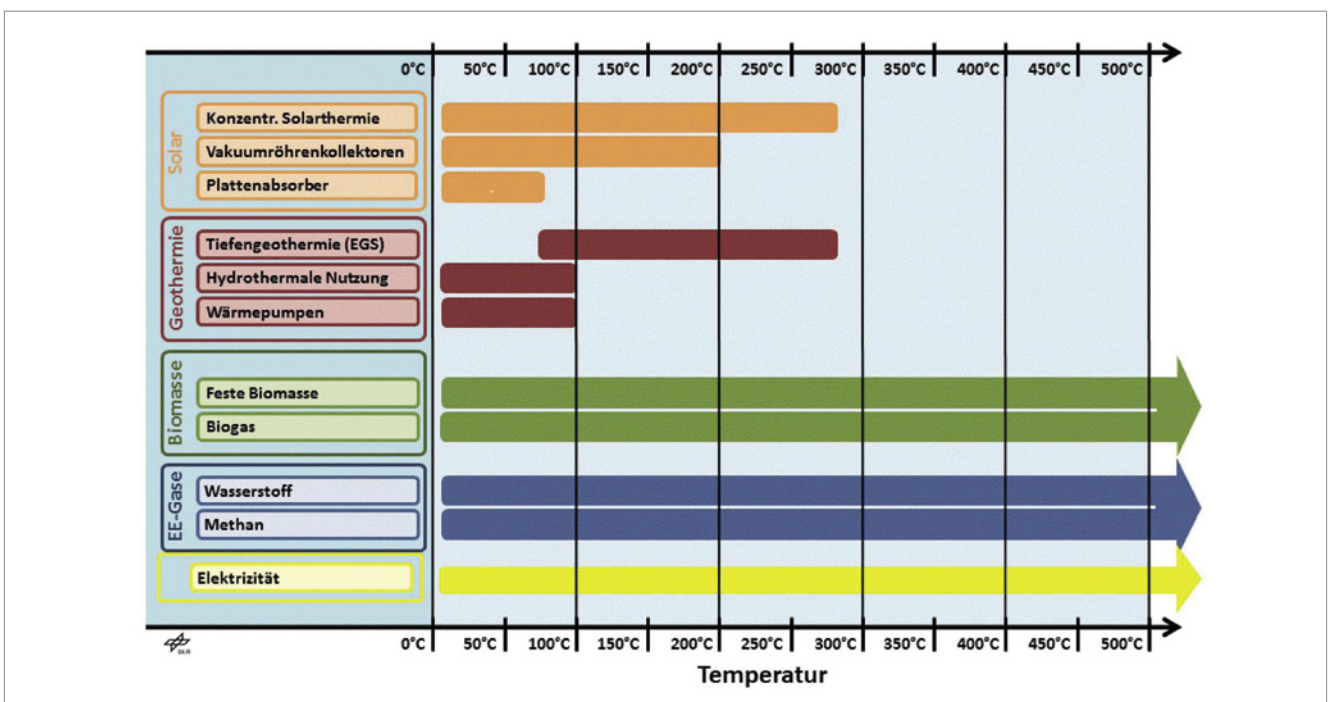 0°C 50°C 100°C 150°C 200°C 250°C 300°C 350°C 400°C 450°C 500°C
Solar
Konzentr. Solarthermie
Vakuumröhrenkollektoren
Plattenabsorber
Geothermie
Tiefengeothermie (EGS)
Hydrothermale Nutzung
Wärmepumpen
Biomasse
Feste Biomasse
Biogas
EE-Gase
Wasserstoff
Methan
Elektrizität
DLR
0°C 50°C 100°C 150°C 200°C 250°C 300°C 350°C 400°C 450°C 500°C
Temperatur